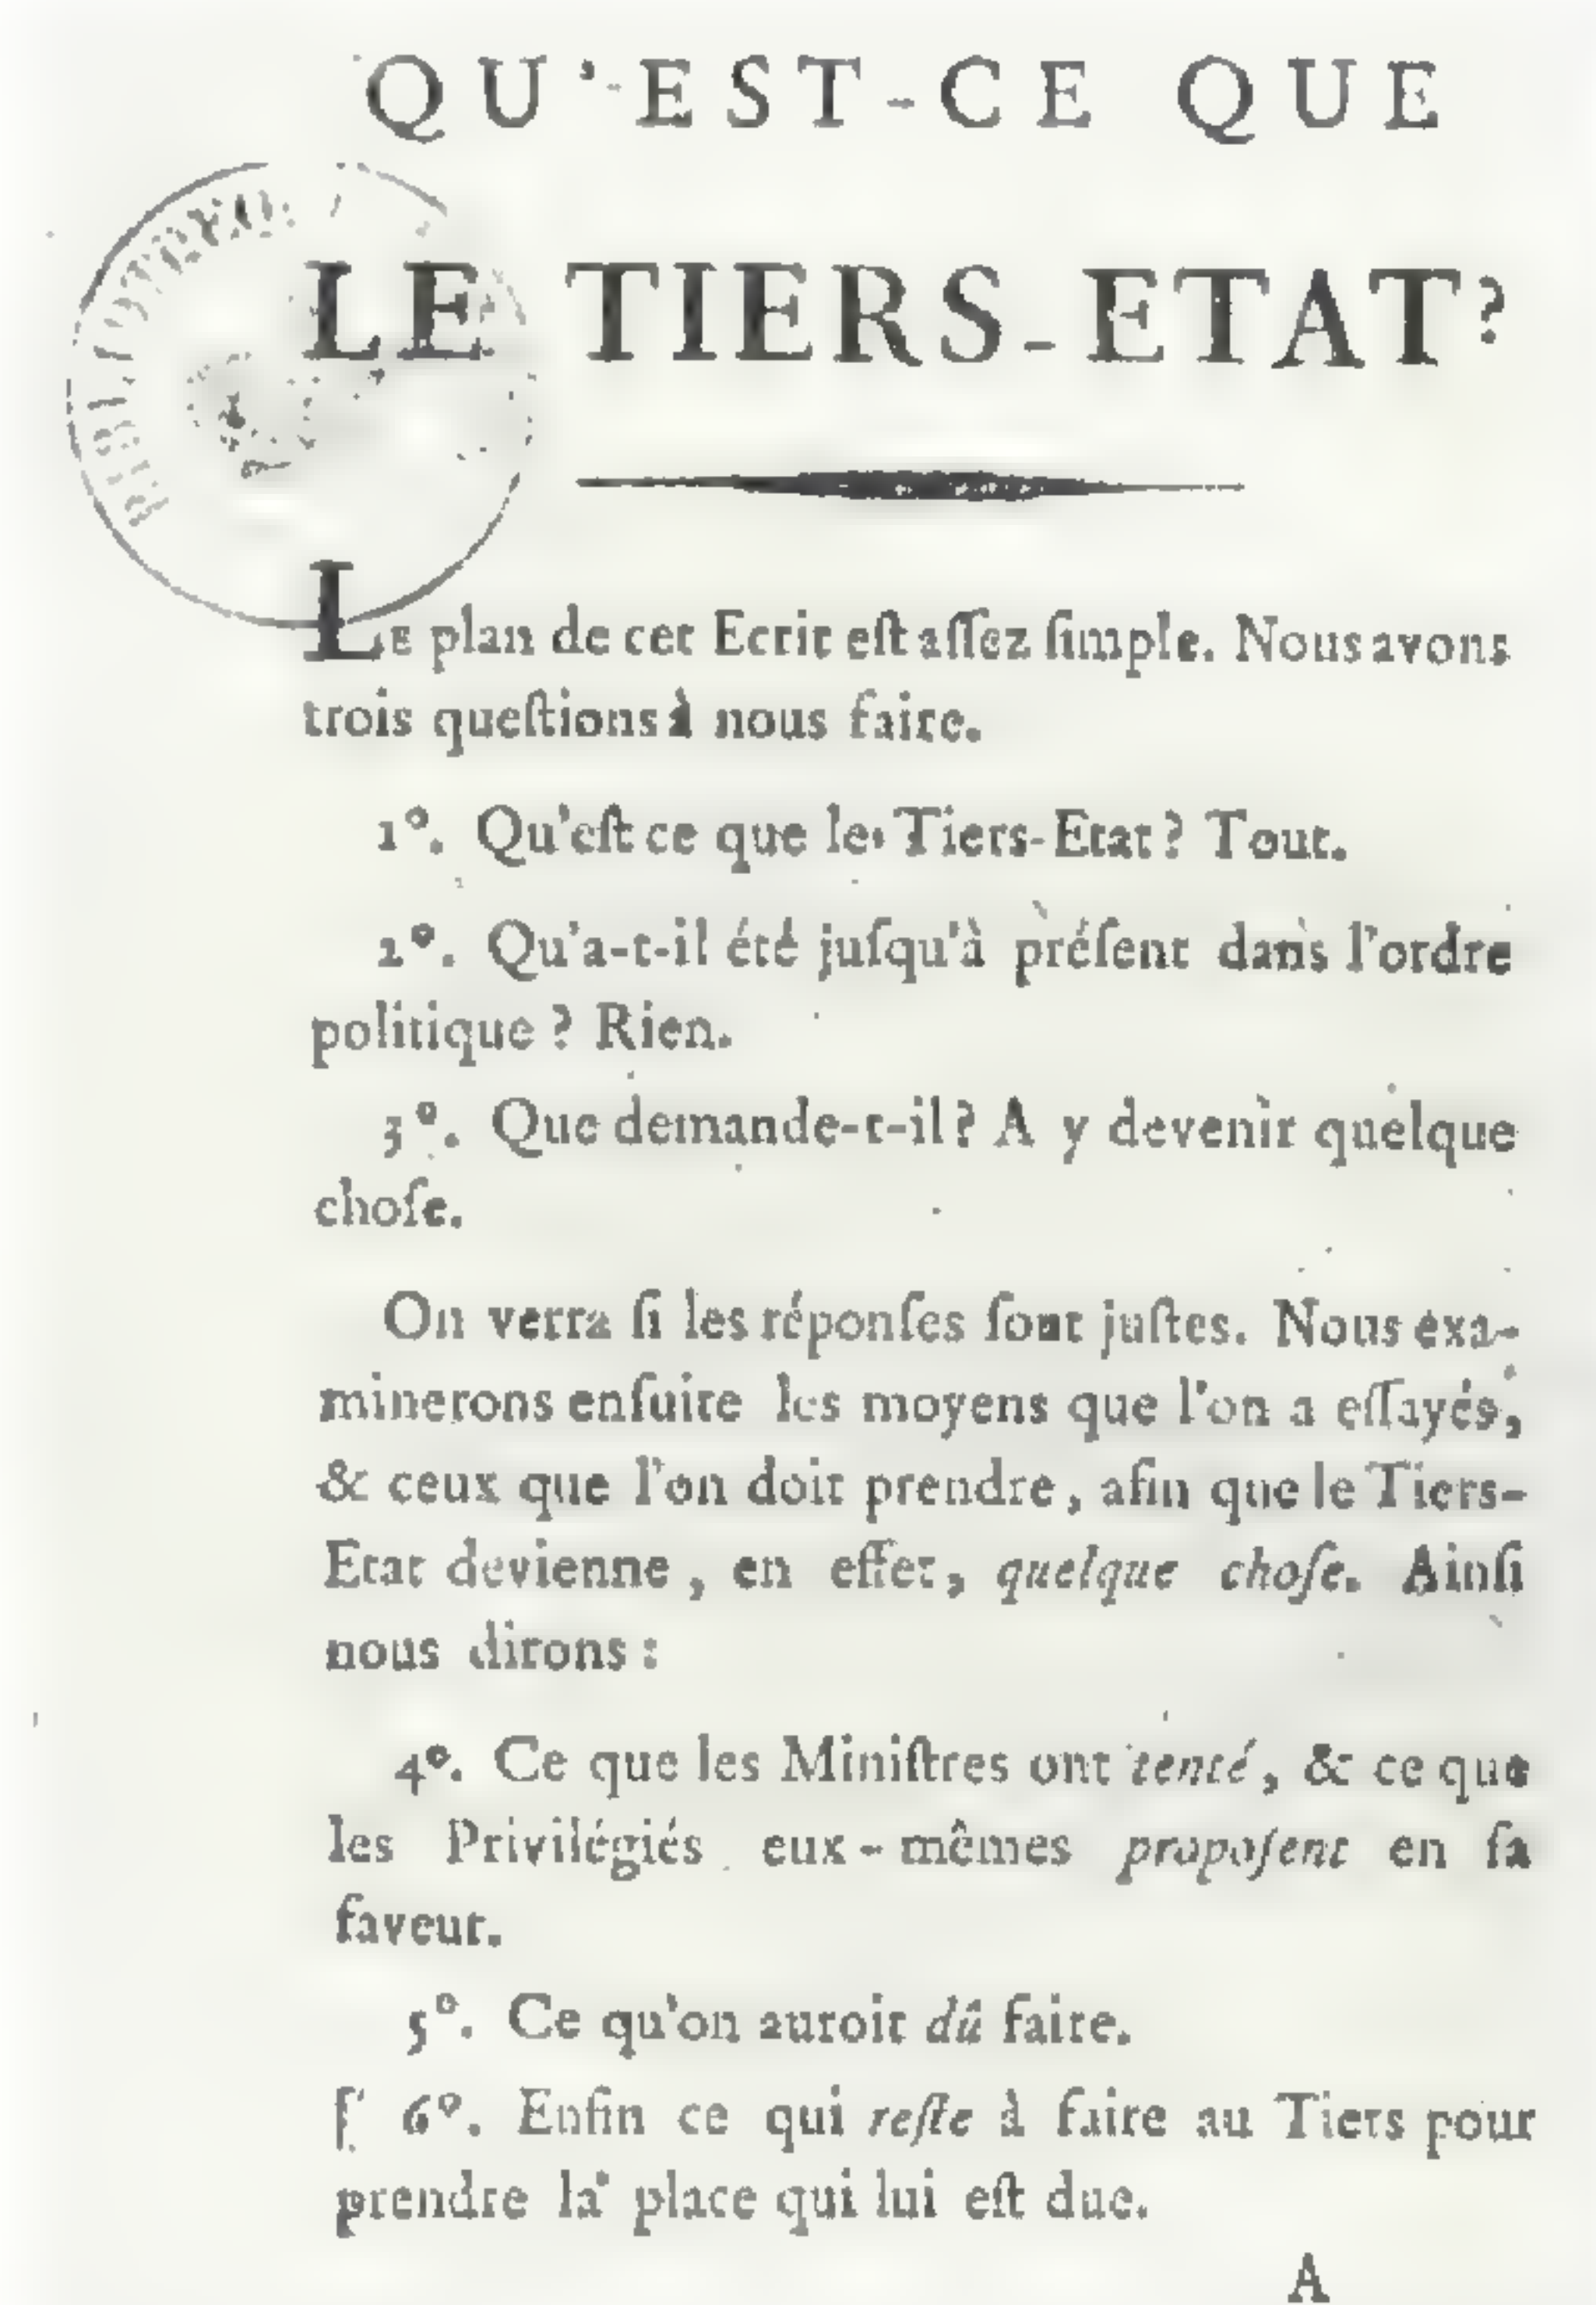 QU'EST-CE QUE
LE TIERS-ETAT?
LE plan de cet Ecrit eſt aſſez ſimple. Nous avons
trois queſtions à nous faire.
1°. Qu'eſt ce que le Tiers-Etat ? Tout.
2°. Qu'a-t-il été juſqu'à préſent dans l'ordre
politique ? Rien.
3°. Que demande-t-il ? A y devenir quelque
choſe.
On verra ſi les réponſes ſont juſtes. Nous exa-
minerons enſuite les moyens que l'on a eſſayés,
& ceux que l'on doit prendre, afin que le Tiers-
Etat devienne, en effet, quelque choſe. Ainſi
nous dirons :
4°. Ce que les Miniſtres ont tenté, & ce que
les Privilégiés eux-mêmes propoſent en ſa
faveur.
5°. Ce qu'on auroit dû faire.
6°. Enfin ce qui reſte à faire au Tiers pour
prendre la place qui lui eſt due.
A